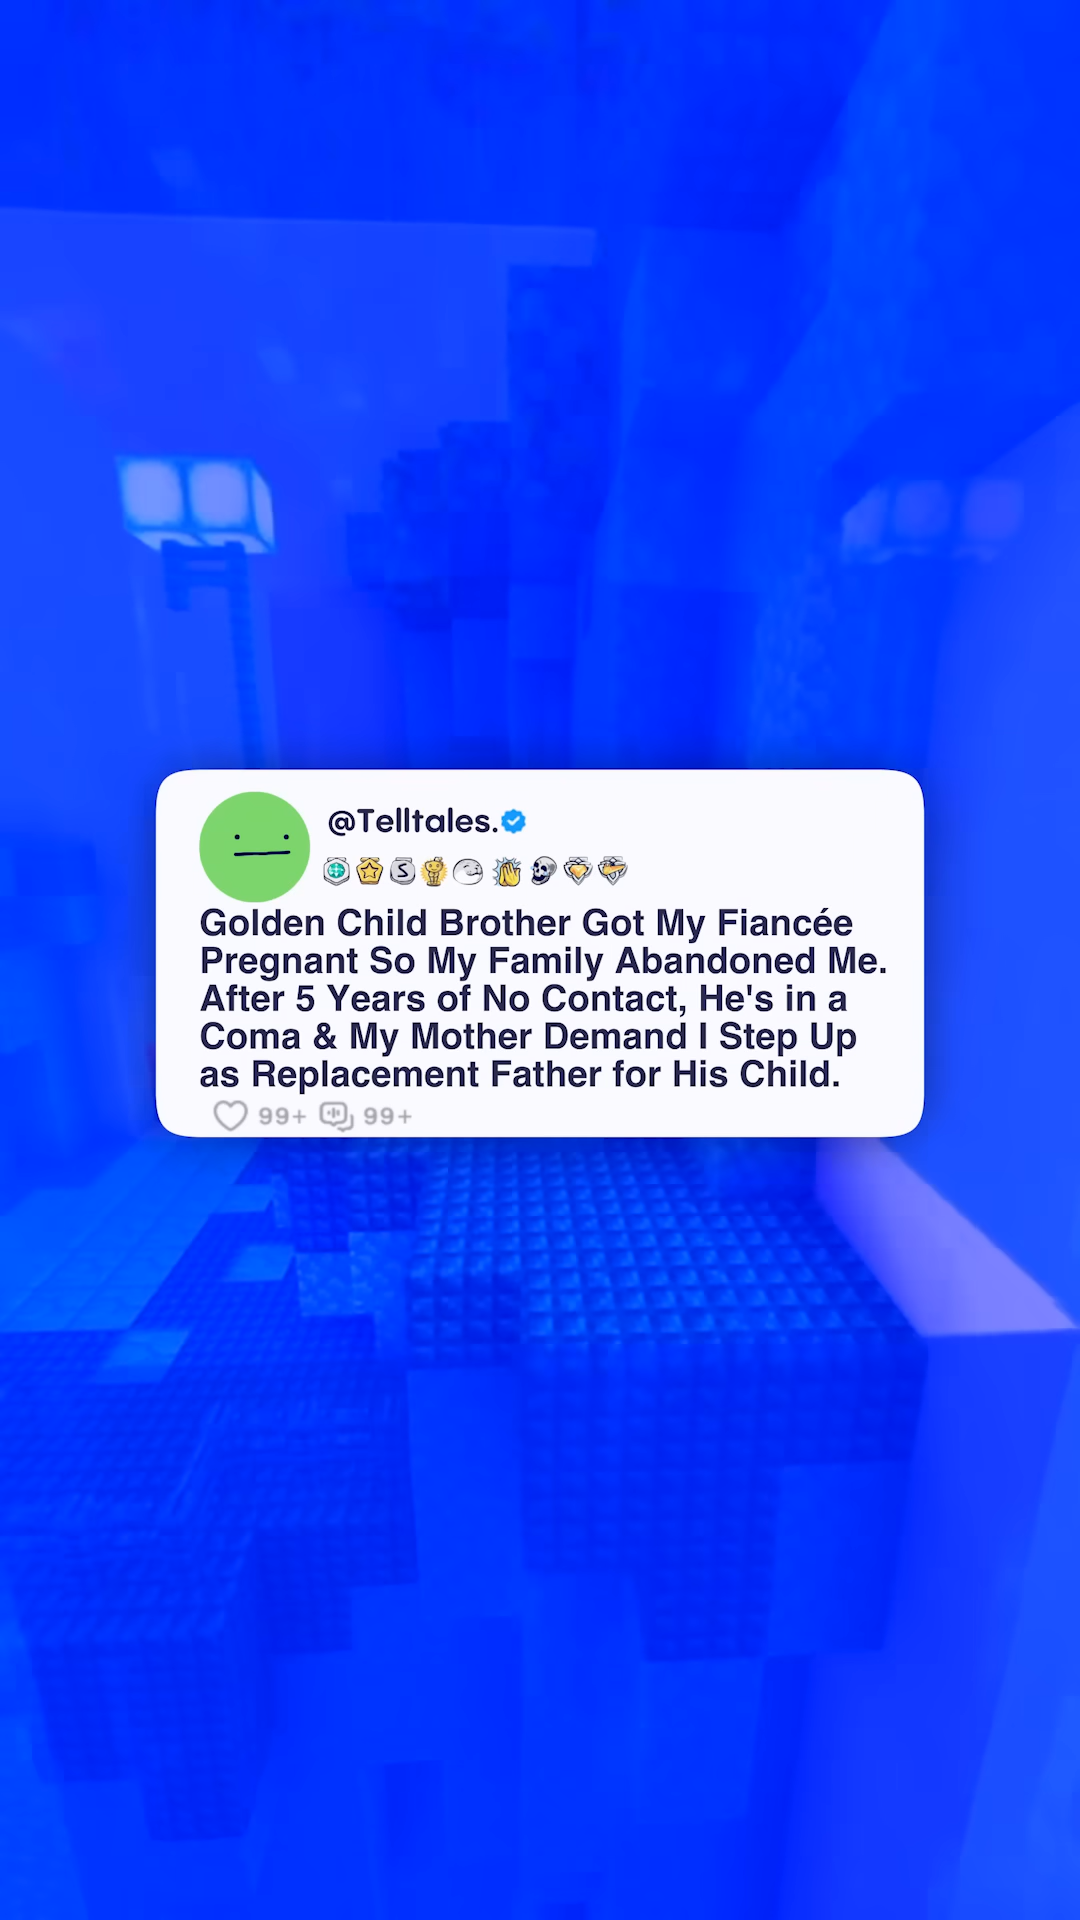 @Telltales.
Golden Child Brother Got My Fiancée
Pregnant So My Family Abandoned Me.
After 5 Years of No Contact, He's in a
Coma & My Mother Demand I Step Up
as Replacement Father for His Child.
99+ 99+